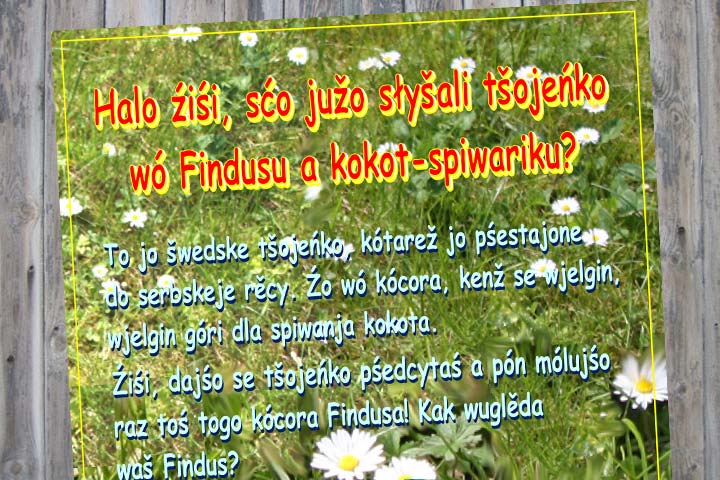 Halo źiśi, sćo južo słyšali tšojeńko
wó Findusu a kokot-spiwariku?
To jo šwedske tšojeńko, kótarež jo pśestajone
do serbskeje rěcy. Źo wó kócora, kenž se wjelgin,
wjelgin góri dla spiwanja kokota.
Źiśi, dajśo se tšojeńko pśedcytaś a pón mólujśo
raz toś togo kócora Findusa! Kak wuglěda
waš Findus?